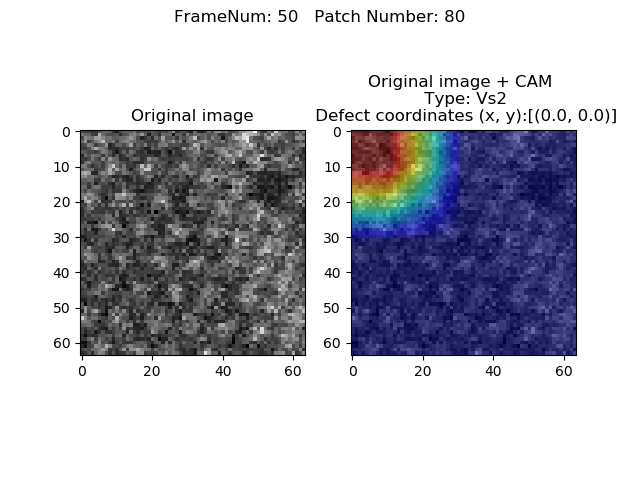 FrameNum: 50   Patch Number: 80
Original image
0
10
20
30
40
50
60
0 20 40 60
Original image + CAM
Type: Vs2
Defect coordinates (x, y):[(0.0, 0.0)]
0
10
20
30
40
50
60
0 20 40 60